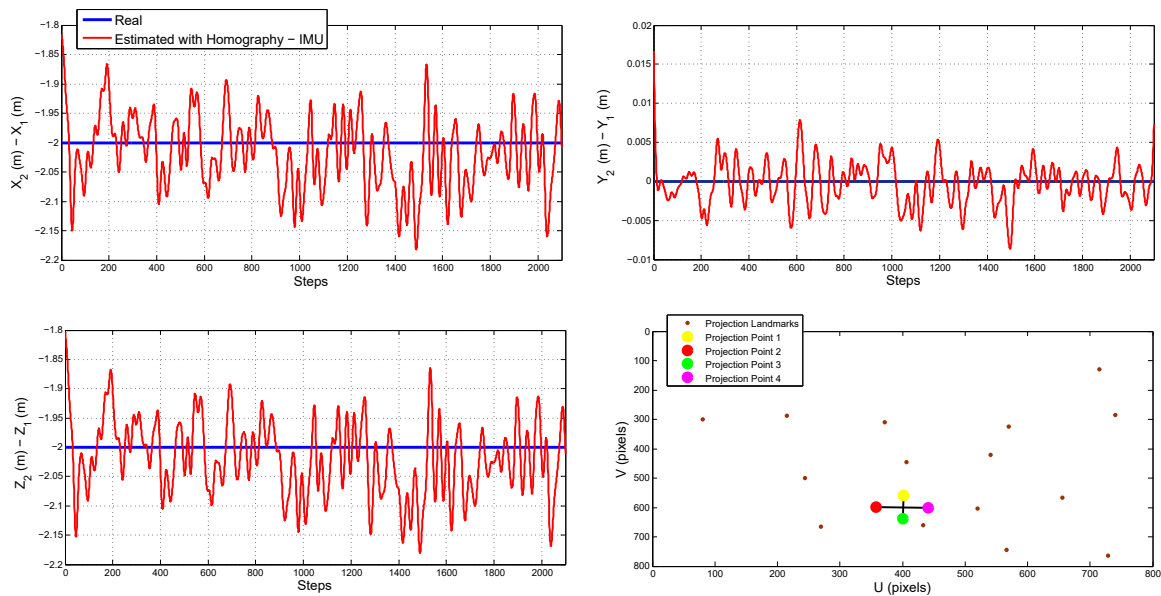 Real
Estimated with Homography − IMU
−1.8
−1.85
−1.9
−1.95
−2
−2.05
−2.1
−2.15
−2.2
X2 (m) − X1 (m)
0 200 400 600 800 1000 1200 1400 1600 1800 2000
Steps
0.02
0.015
0.01
0.005
0
−0.005
−0.01
Y2 (m) − Y1 (m)
0 200 400 600 800 1000 1200 1400 1600 1800 2000
Steps
−1.8
−1.85
−1.9
−1.95
−2
−2.05
−2.1
−2.15
−2.2
Z2 (m) − Z1 (m)
0 200 400 600 800 1000 1200 1400 1600 1800 2000
Steps
Projection Landmarks
Projection Point 1
Projection Point 2
Projection Point 3
Projection Point 4
0
100
200
300
400
500
600
700
800
V (pixels)
0 100 200 300 400 500 600 700 800
U (pixels)